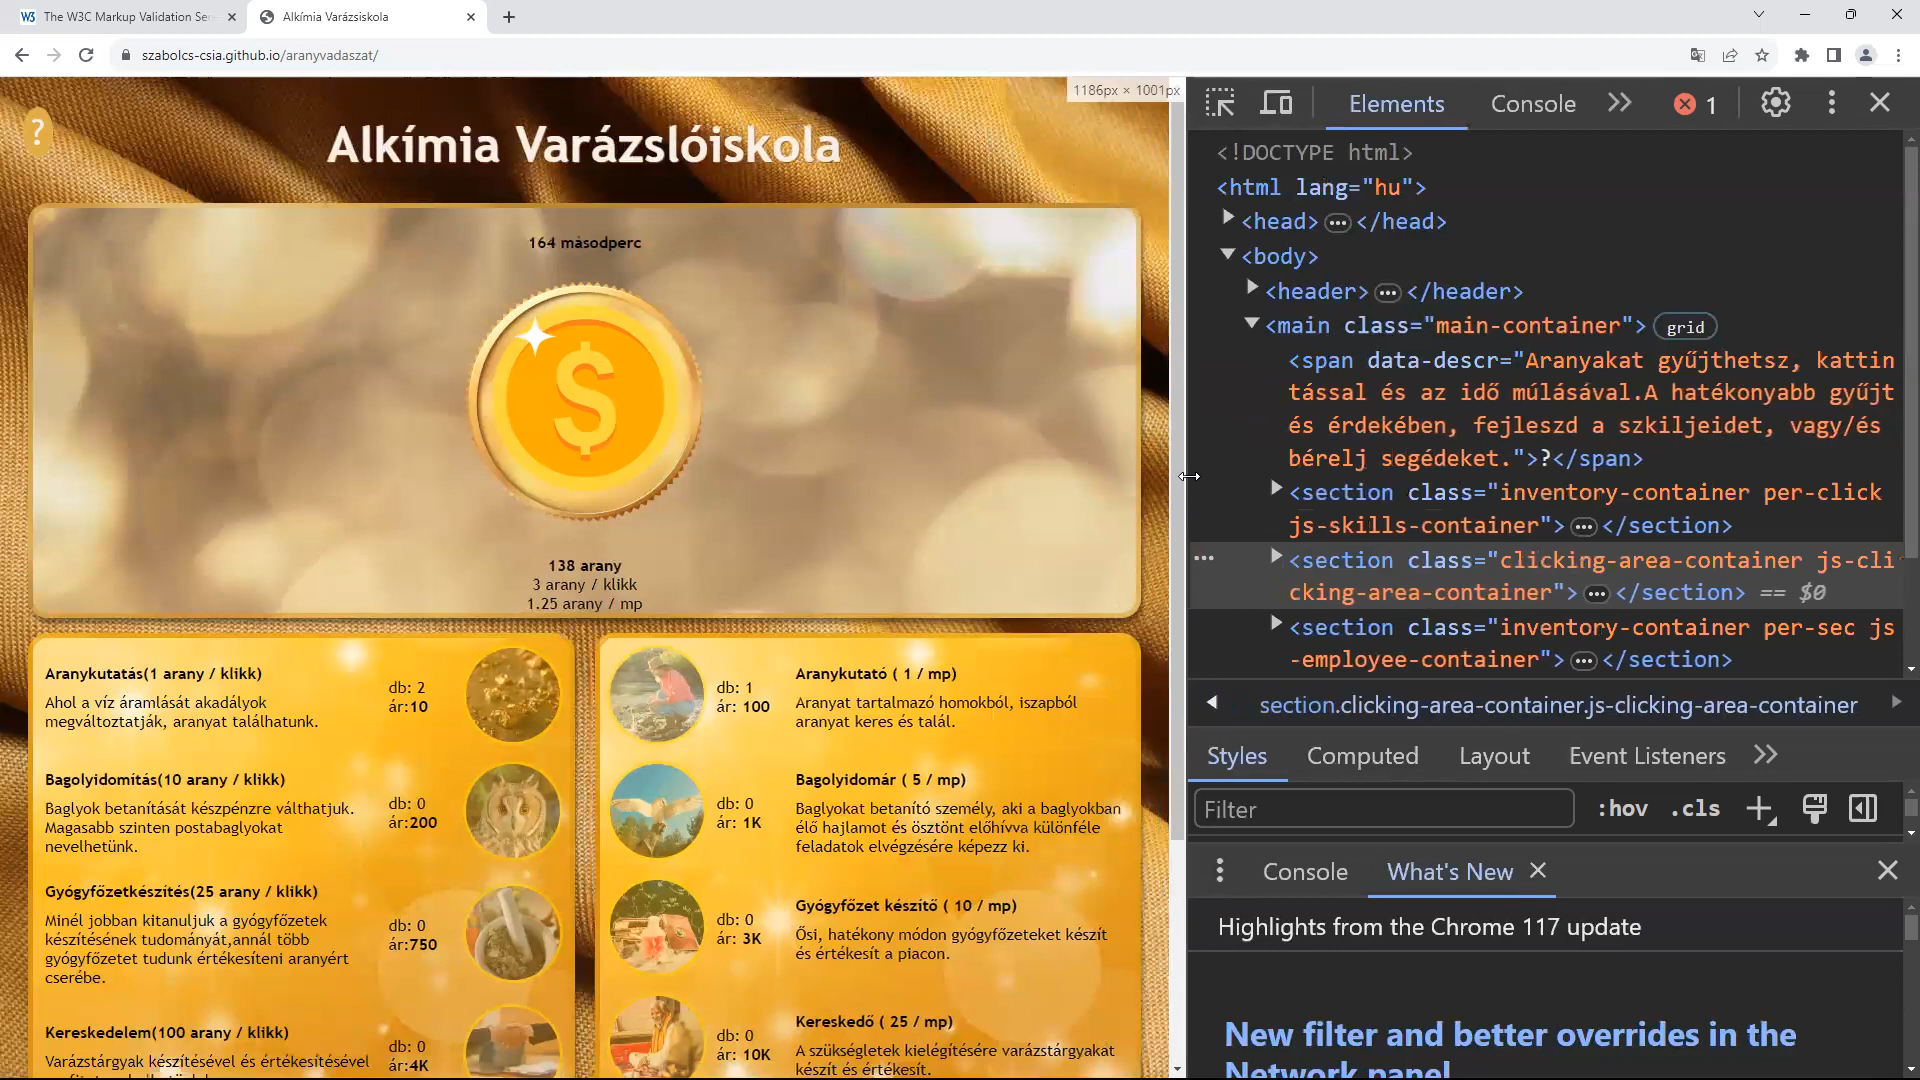 The W3C Markup Validation Ser
Alkímia Varázsiskola
szabolcs-csia.github.io/aranyvadaszat/
1186px × 1001px
?
Alkímia Varázslóiskola
164 másodperc
$
138 arany
3 arany / klikk
1.25 arany / mp
Aranykutatás(1 arany / klikk)
Ahol a víz áramlását akadályok
megváltoztatják, aranyat találhatunk.
db: 2
ár:10
Bagolyidomítás(10 arany / klikk)
Baglyok betanítását készpénzre válthatjuk.
Magasabb szinten postabaglyokat
nevelhetünk.
db: 0
ár:200
Gyógyfőzetkészítés(25 arany / klikk)
Minél jobban kitanuljuk a gyógyfőzetek
készítésének tudományát,annál több
gyógyfőzetet tudunk értékesíteni aranyért
cserébe.
db: 0
ár:750
Kereskedelem(100 arany / klikk)
Varázstárgyak készítésével és értékesítésével
db: 0
ár:4K
db: 1
ár: 100
Aranykutató ( 1 / mp)
Aranyat tartalmazó homokból, iszapból
aranyat keres és talál.
db: 0
ár: 1K
Bagolyidomár ( 5 / mp)
Baglyokat betanító személy, aki a baglyokban
élő hajlamot és ösztönt előhívva különféle
feladatok elvégzésére képezz ki.
db: 0
ár: 3K
Gyógyfőzet készítő ( 10 / mp)
Ősi, hatékony módon gyógyfőzeteket készít
és értékesít a piacon.
db: 0
ár: 10K
Kereskedő ( 25 / mp)
A szükségletek kielégítésére varázstárgyakat
készít és értékesít.
Elements
Console
1
<!DOCTYPE html>
<html lang="hu">
<head> ••• </head>
<body>
<header> ••• </header>
<main class="main-container"> grid
<span data-descr="Aranyakat gyűjthetsz, kattin
tással és az idő múlásával.A hatékonyabb gyűjt
és érdekében, fejleszd a szkiljeidet, vagy/és
bérelj segédeket.">?</span>
<section class="inventory-container per-click
js-skills-container"> ••• </section>
<section class="clicking-area-container js-cli
cking-area-container"> ••• </section> == $0
<section class="inventory-container per-sec js
-employee-container"> ••• </section>
section.clicking-area-container.js-clicking-area-container
Styles
Computed
Layout
Event Listeners
Filter
:hov
.cls
Console
What's New
Highlights from the Chrome 117 update
New filter and better overrides in the
Network panel